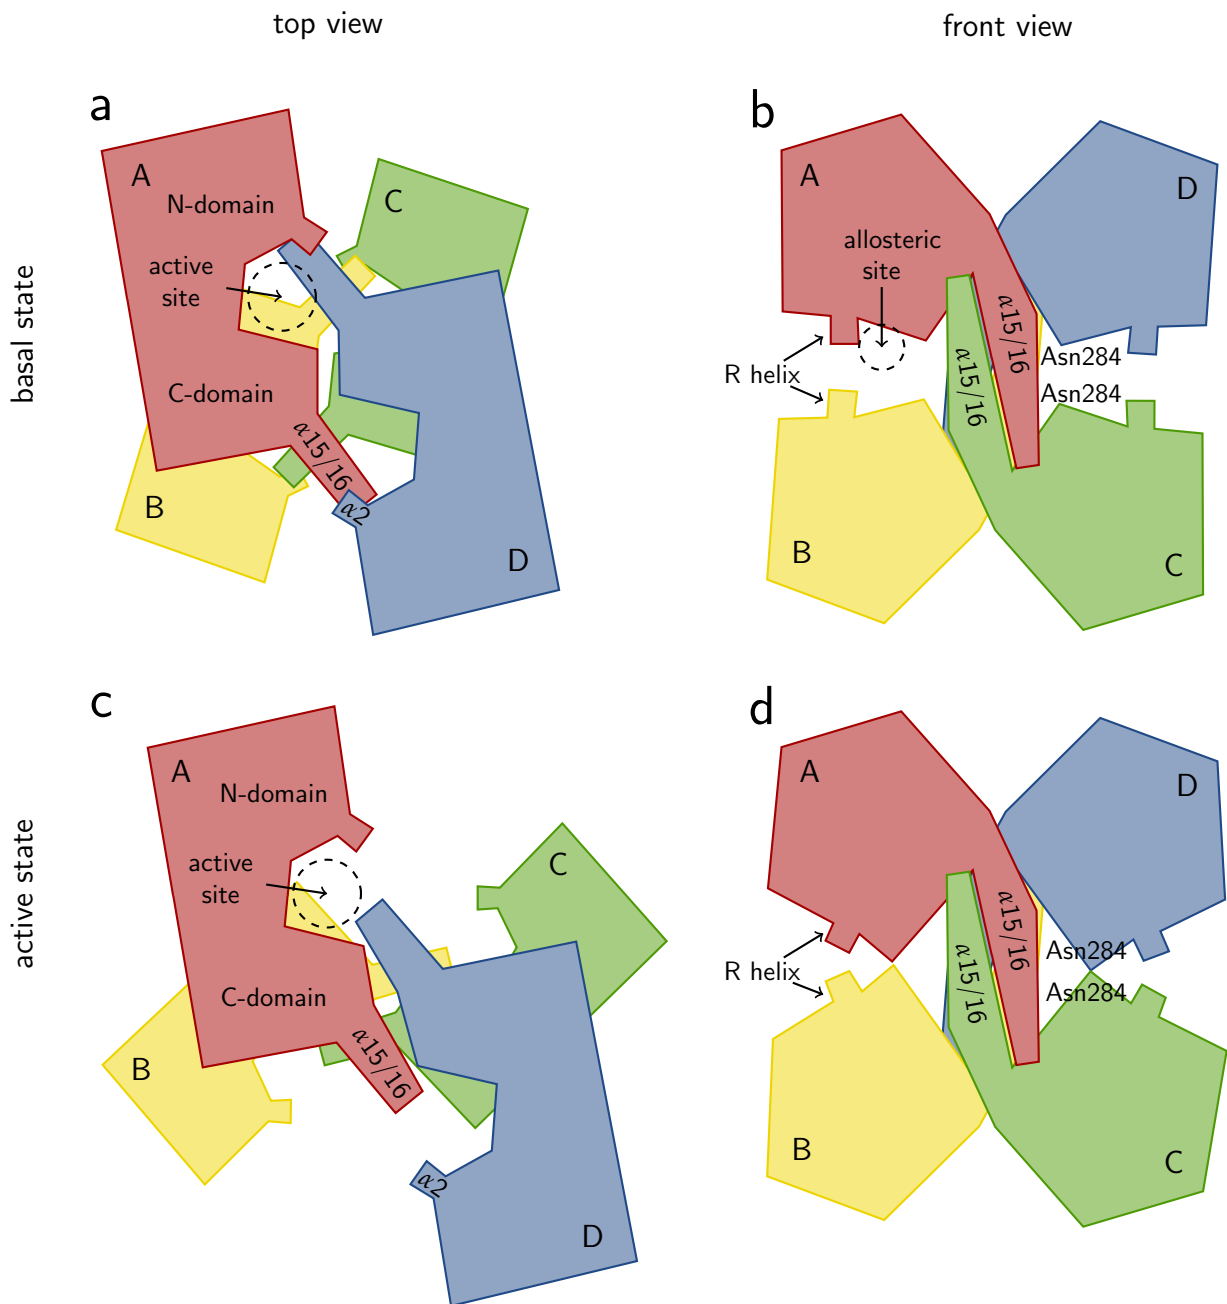 top view
front view
basal state
a
A
N-domain
active
site
C-domain
α15/16
α2
B
C
D
b
A
D
allosteric
site
α15/16
α15/16
Asn284
Asn284
R helix
B
C
active state
c
A
N-domain
active
site
C-domain
α15/16
α2
B
C
D
d
A
D
α15/16
α15/16
Asn284
Asn284
R helix
B
C